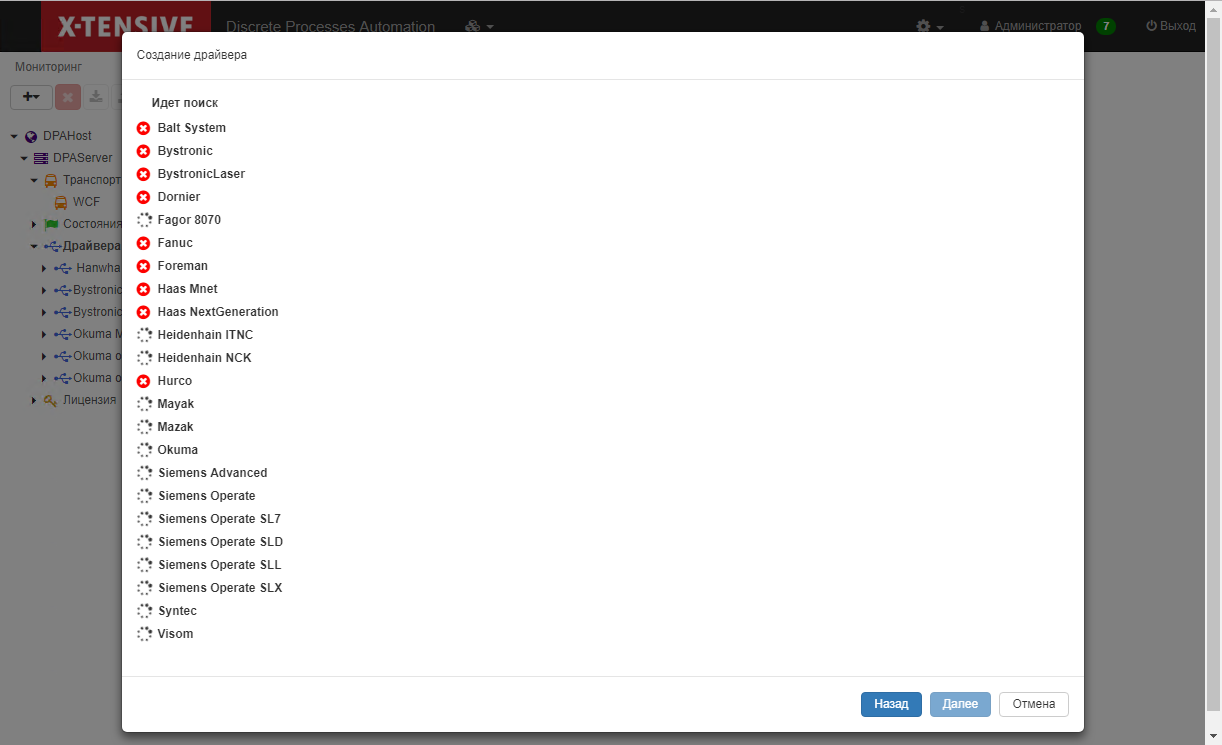 X-TENSIVE
Discrete Processes Automation
Администратор
7
Выход
Мониторинг
Создание драйвера
Идет поиск
Balt System
Bystronic
BystronicLaser
Dornier
Fagor 8070
Fanuc
Foreman
Haas Mnet
Haas NextGeneration
Heidenhain ITNC
Heidenhain NCK
Hurco
Mayak
Mazak
Okuma
Siemens Advanced
Siemens Operate
Siemens Operate SL7
Siemens Operate SLD
Siemens Operate SLL
Siemens Operate SLX
Syntec
Visom
DPAHost
DPAServer
Транспорт
WCF
Состояния
Драйвера
Hanwha
Bystronic
Bystronic
Okuma M
Okuma o
Okuma o
Лицензия
Назад
Далее
Отмена